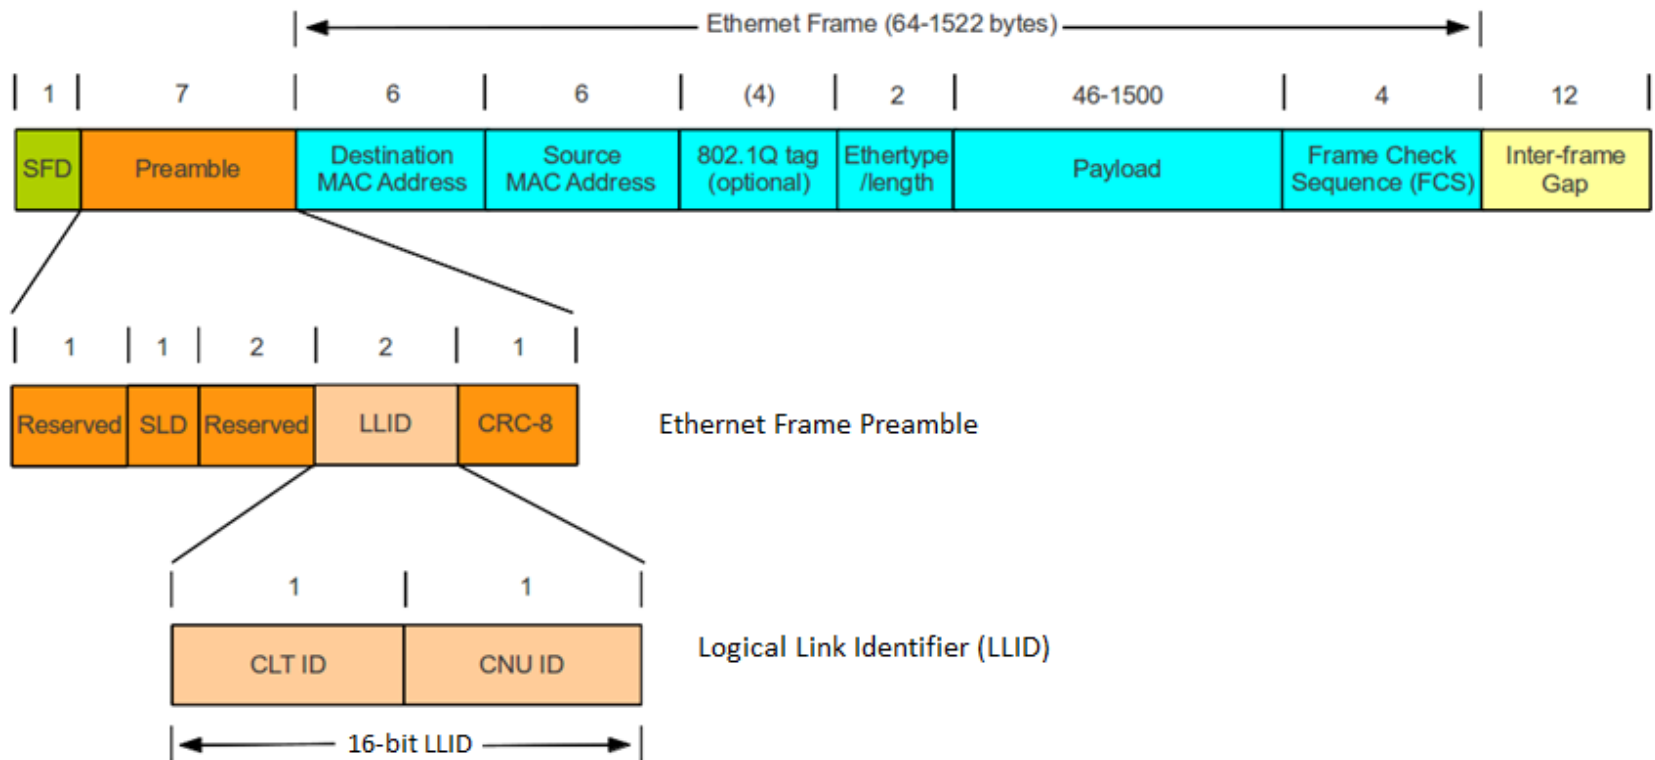 Ethernet Frame (64-1522 bytes)
1 7 6 6 (4) 2 46-1500 4 12
SFD
Preamble
Destination
MAC Address
Source
MAC Address
802.1Q tag
(optional)
Ethertype
/length
Payload
Frame Check
Sequence (FCS)
Inter-frame
Gap
1 1 2 2 1
Reserved SLD Reserved LLID CRC-8
Ethernet Frame Preamble
1 1
CLT ID CNU ID
Logical Link Identifier (LLID)
16-bit LLID